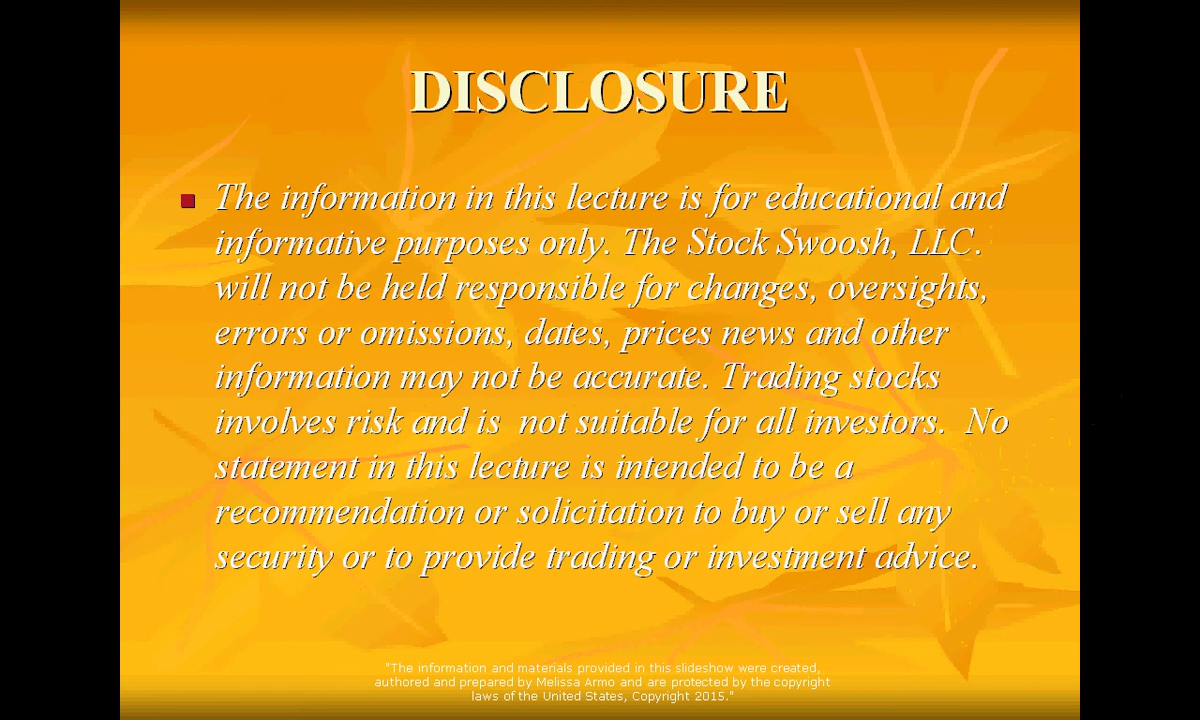 DISCLOSURE
The information in this lecture is for educational and
informative purposes only. The Stock Swoosh, LLC.
will not be held responsible for changes, oversights,
errors or omissions, dates, prices news and other
information may not be accurate. Trading stocks
involves risk and is  not suitable for all investors.  No
statement in this lecture is intended to be a
recommendation or solicitation to buy or sell any
security or to provide trading or investment advice.
"The information and materials provided in this slideshow were created,
authored and prepared by Melissa Armo and are protected by the copyright
laws of the United States, Copyright 2015."